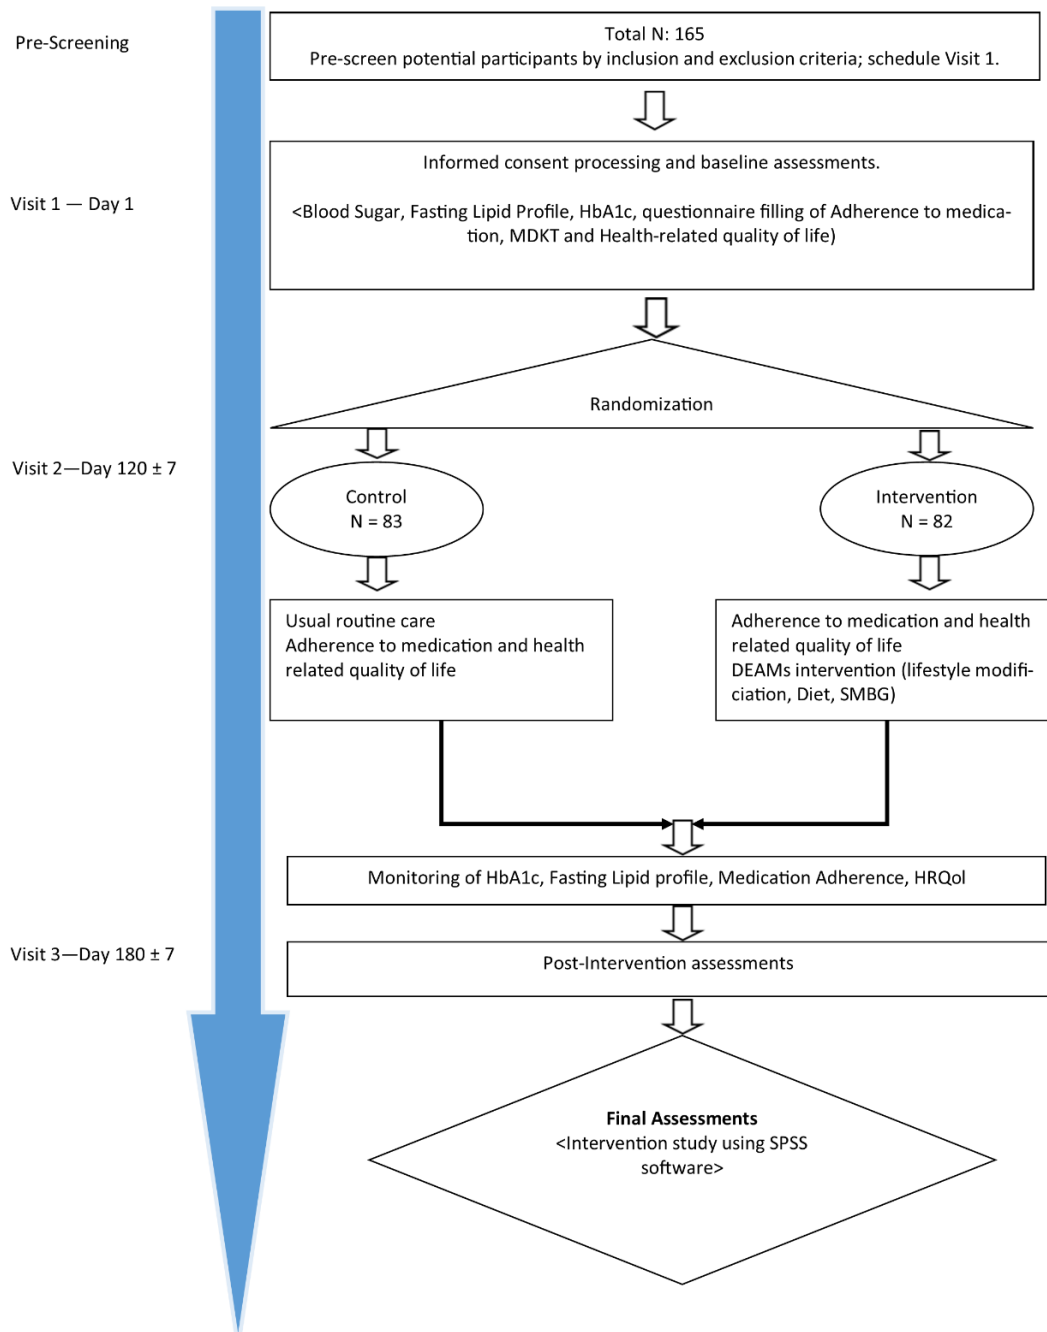 Pre-Screening
Total N: 165
Pre-screen potential participants by inclusion and exclusion criteria; schedule Visit 1.
Visit 1 — Day 1
Informed consent processing and baseline assessments.
<Blood Sugar, Fasting Lipid Profile, HbA1c, questionnaire filling of Adherence to medica-
tion, MDKT and Health-related quality of life)
Randomization
Visit 2—Day 120 ± 7
Control
N = 83
Intervention
N = 82
Usual routine care
Adherence to medication and health
related quality of life
Adherence to medication and health
related quality of life
DEAMs intervention (lifestyle modifi-
ciation, Diet, SMBG)
Monitoring of HbA1c, Fasting Lipid profile, Medication Adherence, HRQol
Visit 3—Day 180 ± 7
Post-Intervention assessments
Final Assessments
<Intervention study using SPSS
software>